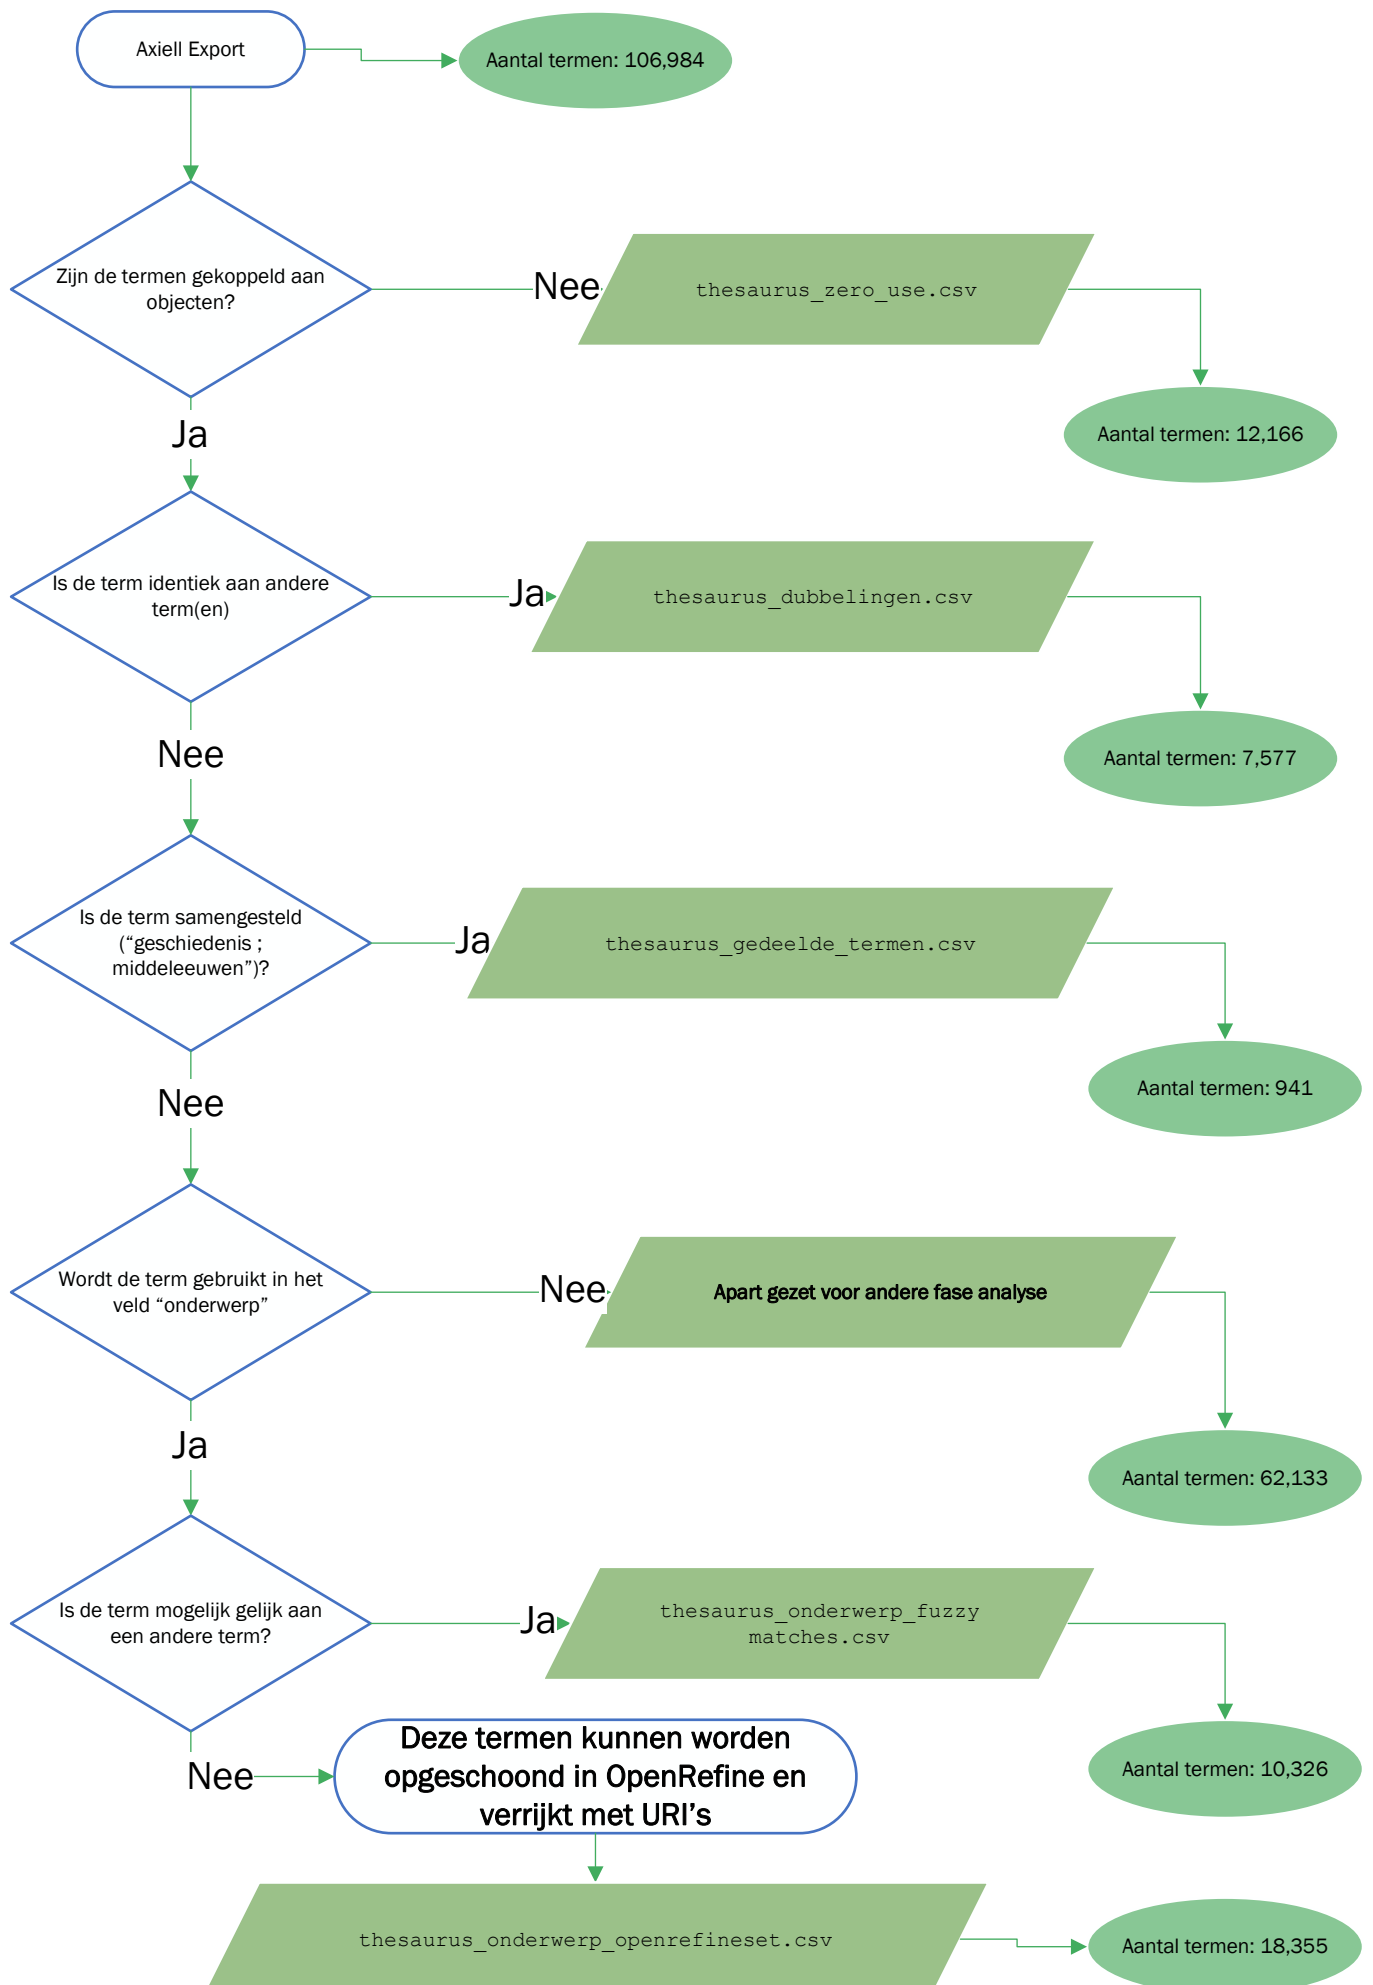 Axiell Export
Aantal termen: 106,984
Zijn de termen gekoppeld aan
objecten?
Nee
thesaurus_zero_use.csv
Aantal termen: 12,166
Ja
Is de term identiek aan andere
term(en)
Ja
thesaurus_dubbelingen.csv
Aantal termen: 7,577
Nee
Is de term samengesteld
(“geschiedenis ;
middeleeuwen”)?
Ja
thesaurus_gedeelde_termen.csv
Aantal termen: 941
Nee
Wordt de term gebruikt in het
veld “onderwerp”
Nee
Apart gezet voor andere fase analyse
Aantal termen: 62,133
Ja
Is de term mogelijk gelijk aan
een andere term?
Ja
thesaurus_onderwerp_fuzzy
matches.csv
Aantal termen: 10,326
Nee
Deze termen kunnen worden
opgeschoond in OpenRefine en
verrijkt met URI’s
thesaurus_onderwerp_openrefineset.csv
Aantal termen: 18,355